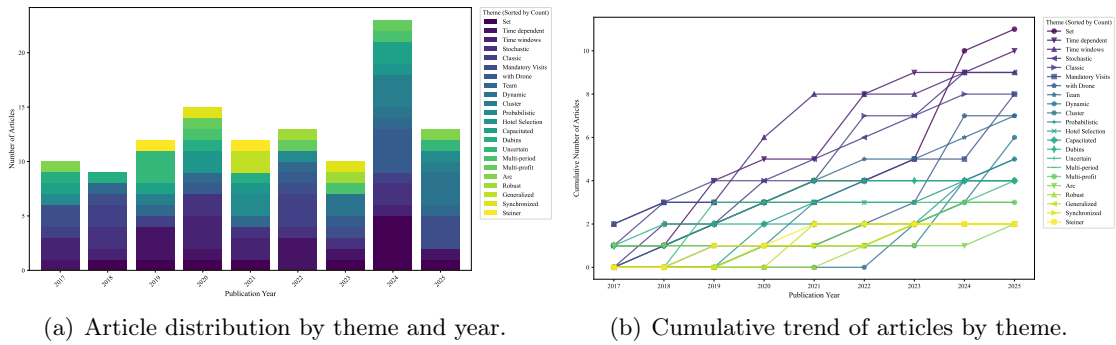 Number of Articles
20
15
10
5
0
2017
2018
2019
2020
2021
2022
2023
2024
2025
Publication Year
Theme (Sorted by Count)
Set
Time dependent
Time windows
Stochastic
Classic
Mandatory Visits
with Drone
Team
Dynamic
Cluster
Probabilistic
Hotel Selection
Capacitated
Dubins
Uncertain
Multi-period
Multi-profit
Arc
Robust
Generalized
Synchronized
Steiner
(a) Article distribution by theme and year.
Cumulative Number of Articles
10
8
6
4
2
0
2017
2018
2019
2020
2021
2022
2023
2024
2025
Publication Year
Theme (Sorted by Count)
Set
Time dependent
Time windows
Stochastic
Classic
Mandatory Visits
with Drone
Team
Dynamic
Cluster
Probabilistic
Hotel Selection
Capacitated
Dubins
Uncertain
Multi-period
Multi-profit
Arc
Robust
Generalized
Synchronized
Steiner
(b) Cumulative trend of articles by theme.